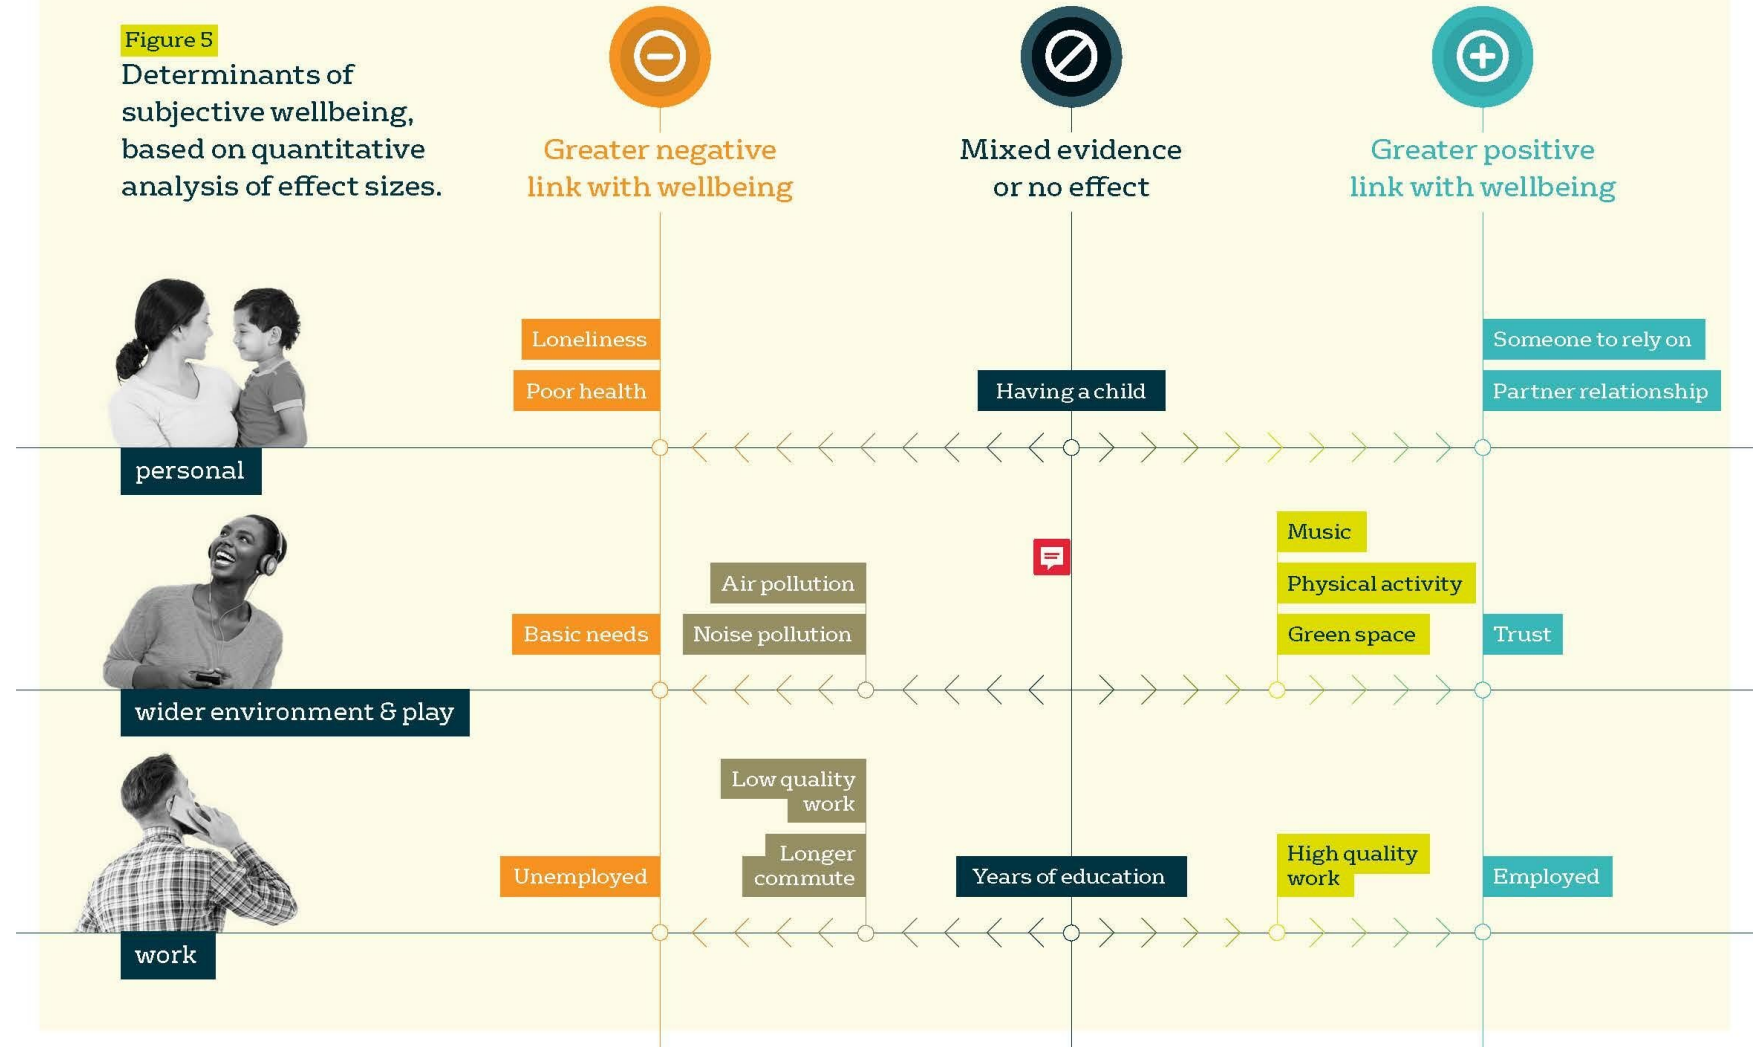 Figure 5
Determinants of
subjective wellbeing,
based on quantitative
analysis of effect sizes.
Greater negative
link with wellbeing
Mixed evidence
or no effect
Greater positive
link with wellbeing
Loneliness
Poor health
Having a child
Someone to rely on
Partner relationship
personal
Air pollution
Noise pollution
Basic needs
Music
Physical activity
Green space
Trust
wider environment & play
Low quality
work
Longer
commute
Unemployed
Years of education
High quality
work
Employed
work